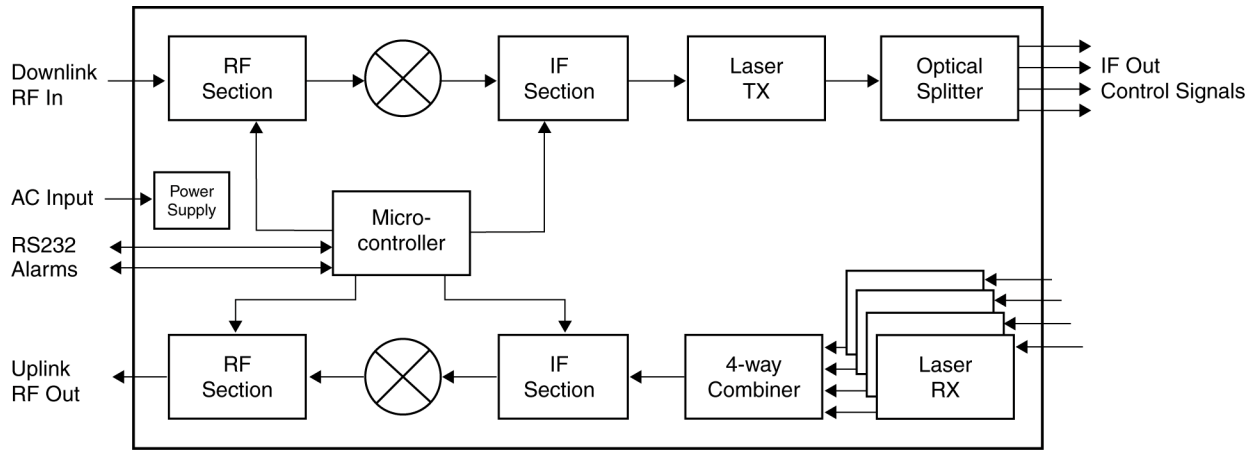 Downlink
RF In
RF
Section
IF
Section
Laser
TX
Optical
Splitter
IF Out
Control Signals
AC Input
Power
Supply
RS232
Alarms
Micro-
controller
Uplink
RF Out
RF
Section
IF
Section
4-way
Combiner
Laser
RX